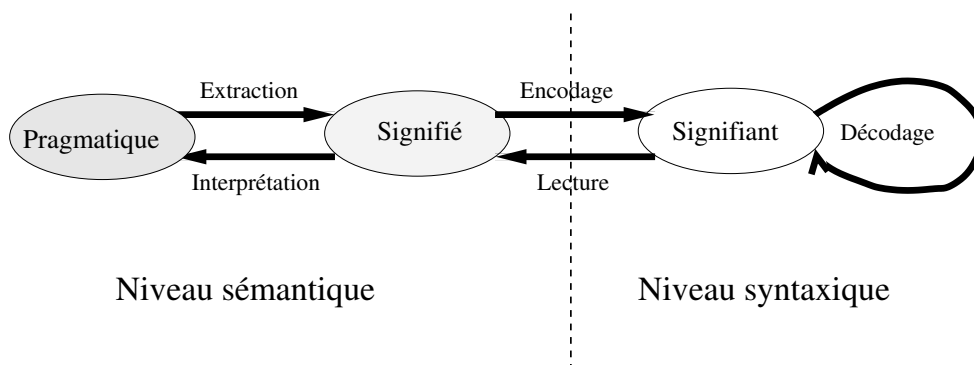 Extraction
Encodage
Pragmatique
Signifié
Signifiant
Décodage
Interprétation
Lecture
Niveau sémantique
Niveau syntaxique